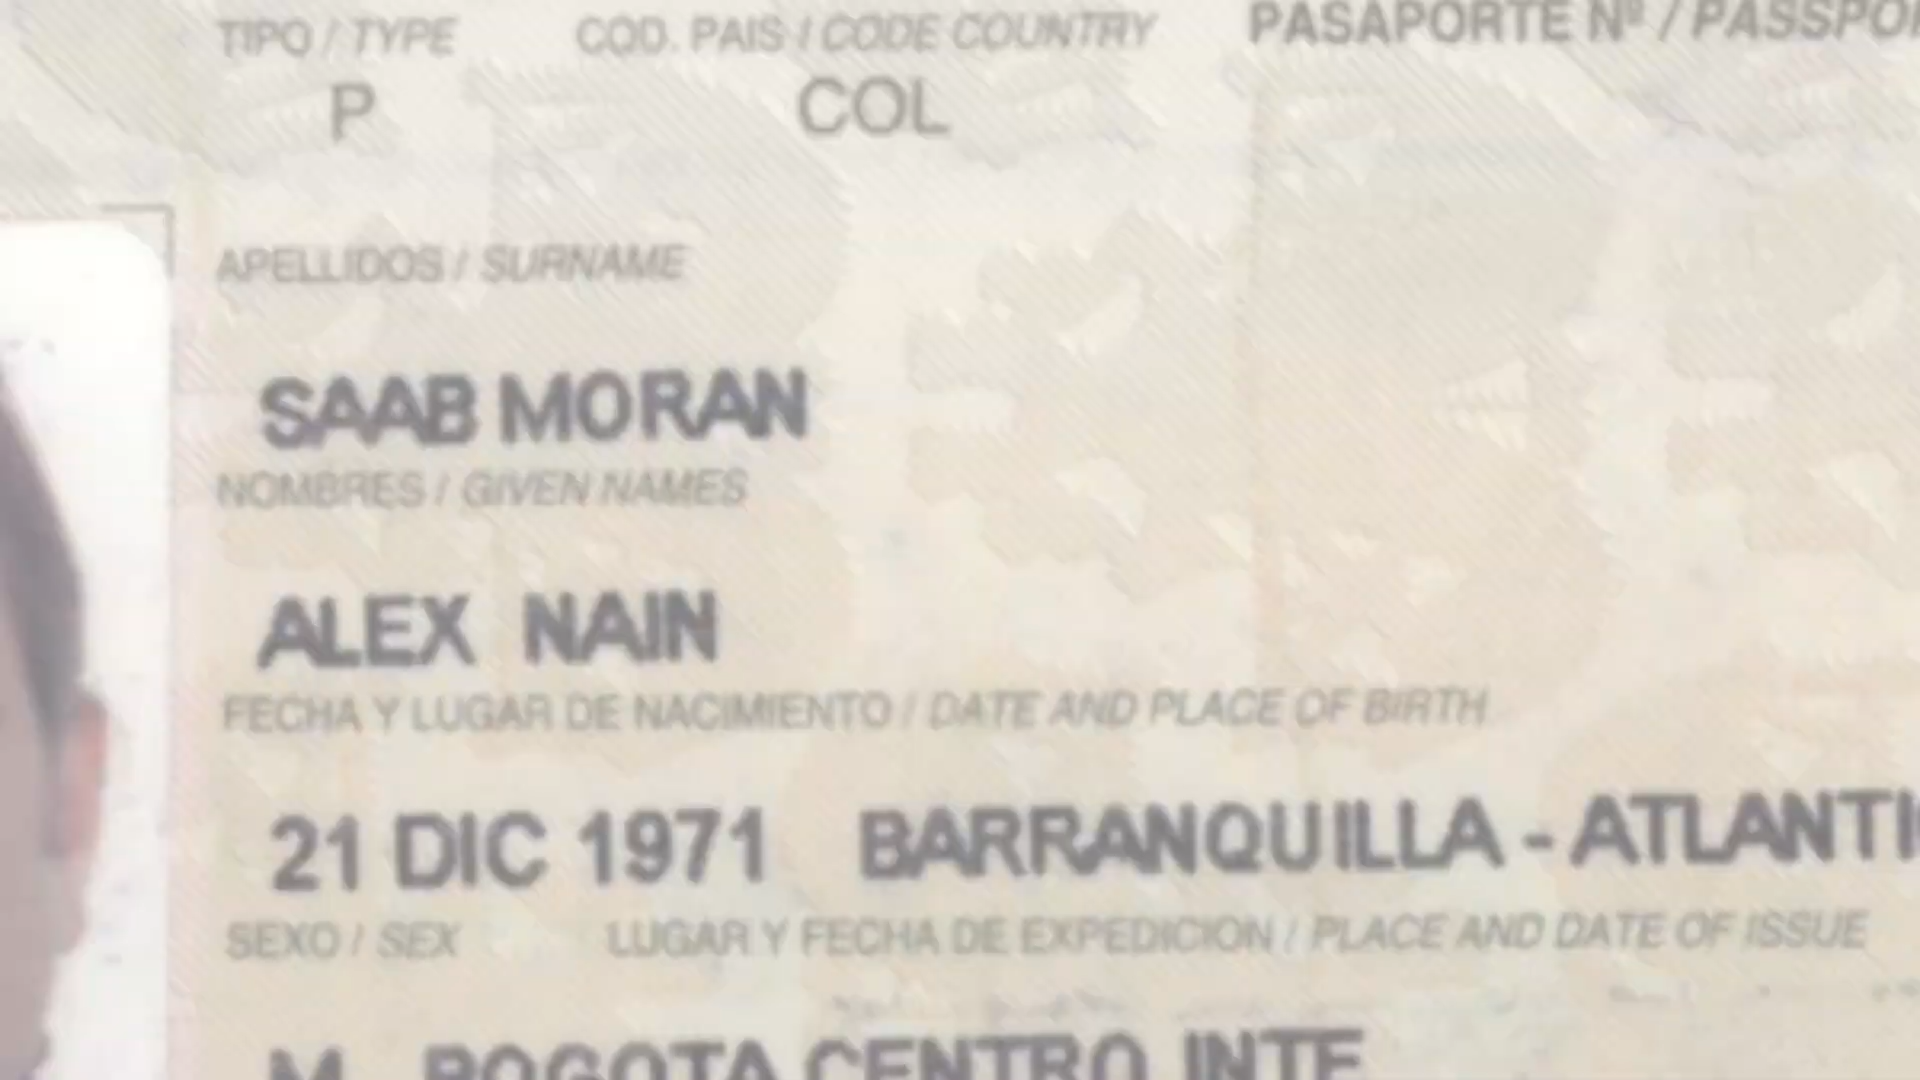 TIPO / TYPE COD. PAIS / CODE COUNTRY PASAPORTE Nº / PASSPOR
P COL
APELLIDOS / SURNAME
SAAB MORAN
NOMBRES / GIVEN NAMES
ALEX NAIN
FECHA Y LUGAR DE NACIMIENTO / DATE AND PLACE OF BIRTH
21 DIC 1971 BARRANQUILLA - ATLANTI
SEXO / SEX LUGAR Y FECHA DE EXPEDICION / PLACE AND DATE OF ISSUE
M BOGOTA CENTRO INTE